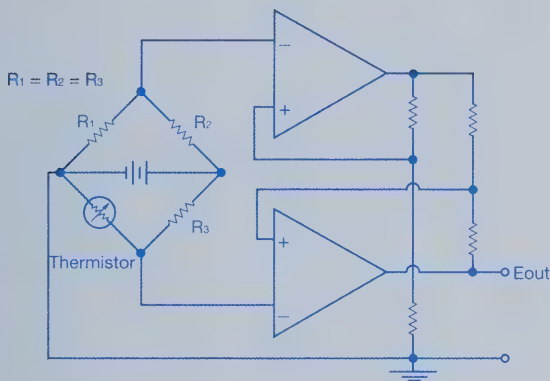 R₁ = R₂ = R₃
R₁
R₂
R₃
Thermistor
−
+
+
−
Eout